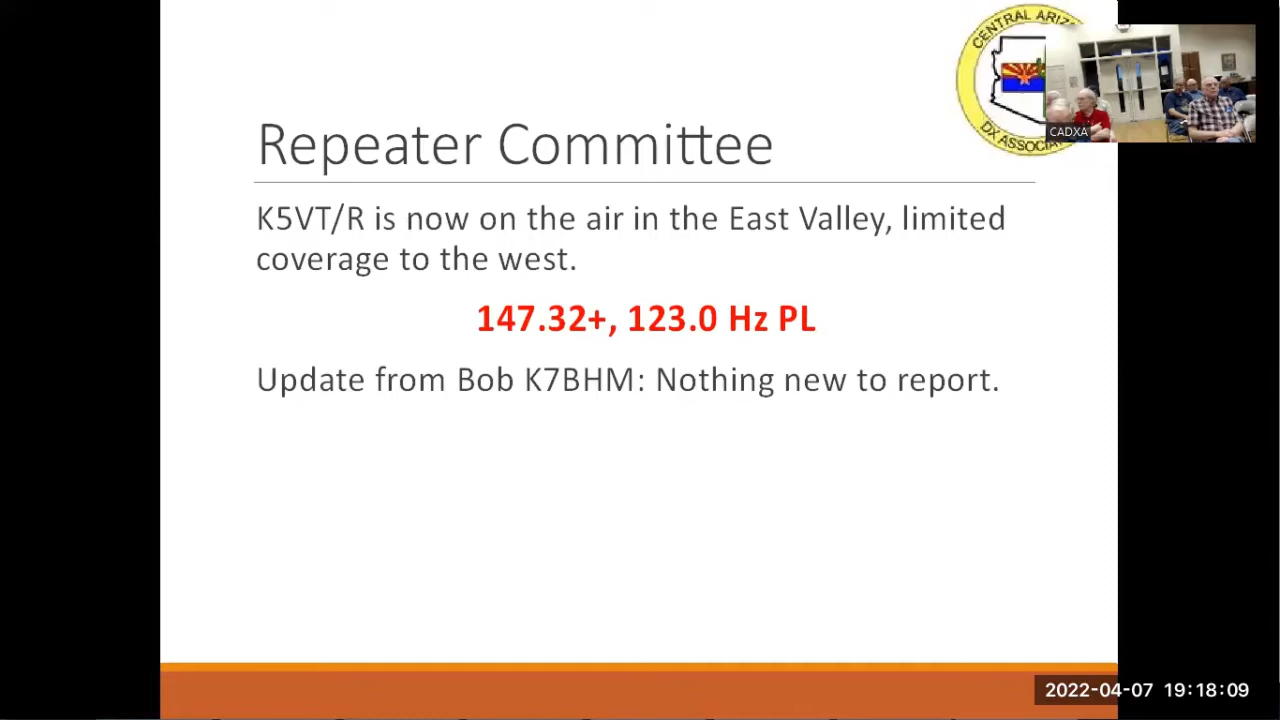 CENTRAL ARIZ
DX ASSOCIA
CADXA
Repeater Committee
K5VT/R is now on the air in the East Valley, limited
coverage to the west.
147.32+, 123.0 Hz PL
Update from Bob K7BHM: Nothing new to report.
2022-04-07 19:18:09